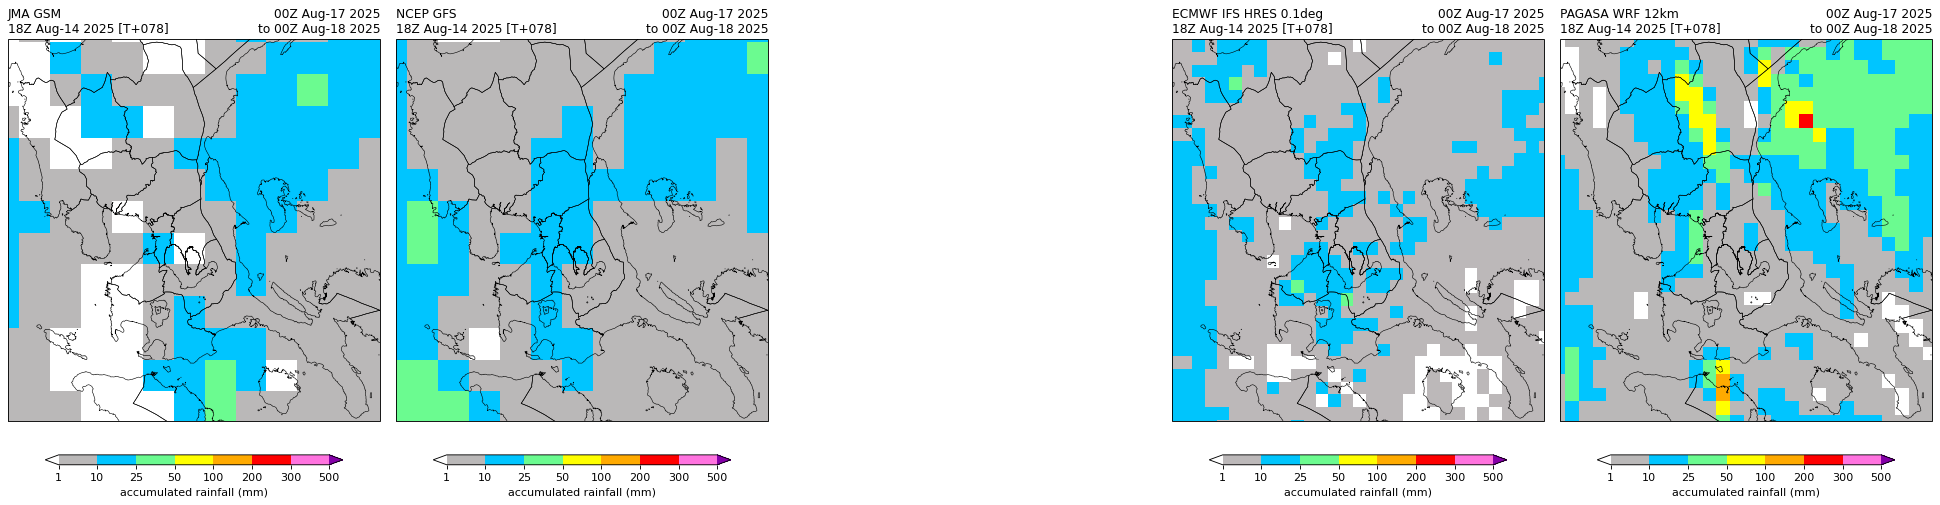 JMA GSM 00Z Aug-17 2025
18Z Aug-14 2025 [T+078] to 00Z Aug-18 2025
NCEP GFS 00Z Aug-17 2025
18Z Aug-14 2025 [T+078] to 00Z Aug-18 2025
ECMWF IFS HRES 0.1deg 00Z Aug-17 2025
18Z Aug-14 2025 [T+078] to 00Z Aug-18 2025
PAGASA WRF 12km 00Z Aug-17 2025
18Z Aug-14 2025 [T+078] to 00Z Aug-18 2025
1 10 25 50 100 200 300 500
accumulated rainfall (mm)
1 10 25 50 100 200 300 500
accumulated rainfall (mm)
1 10 25 50 100 200 300 500
accumulated rainfall (mm)
1 10 25 50 100 200 300 500
accumulated rainfall (mm)